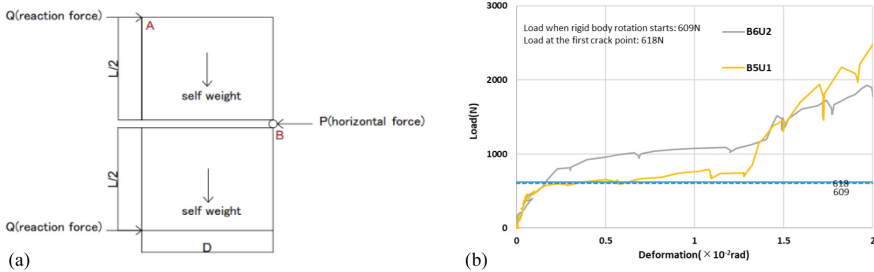 Q(reaction force)
A
L/2
self weight
P(horizontal force)
B
L/2
self weight
Q(reaction force)
D
(a)
3000
Load when rigid body rotation starts: 609N
Load at the first crack point: 618N
B6U2
B5U1
2000
Load(N)
1000
618
609
0
0 0.5 1 1.5 2
Deformation(×10⁻²rad)
(b)